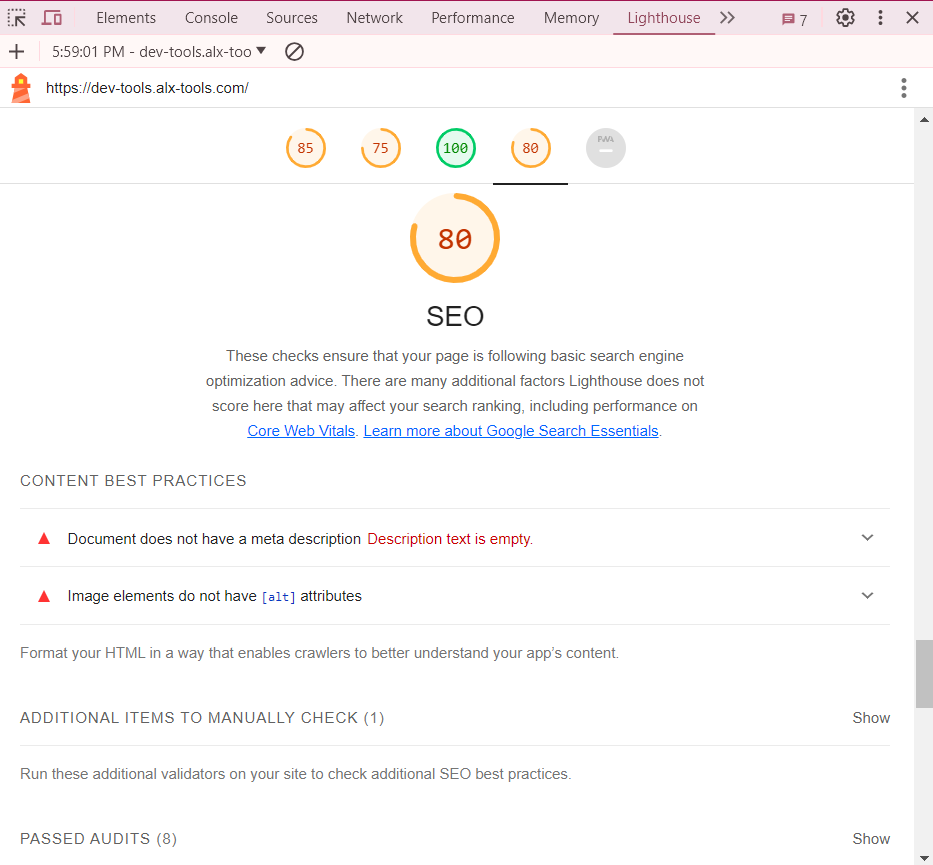 Elements Console Sources Network Performance Memory Lighthouse 7
5:59:01 PM - dev-tools.alx-too
https://dev-tools.alx-tools.com/
85 75 100 80 PWA
80
SEO
These checks ensure that your page is following basic search engine
optimization advice. There are many additional factors Lighthouse does not
score here that may affect your search ranking, including performance on
Core Web Vitals. Learn more about Google Search Essentials.
CONTENT BEST PRACTICES
Document does not have a meta description Description text is empty.
Image elements do not have [alt] attributes
Format your HTML in a way that enables crawlers to better understand your app’s content.
ADDITIONAL ITEMS TO MANUALLY CHECK (1) Show
Run these additional validators on your site to check additional SEO best practices.
PASSED AUDITS (8) Show